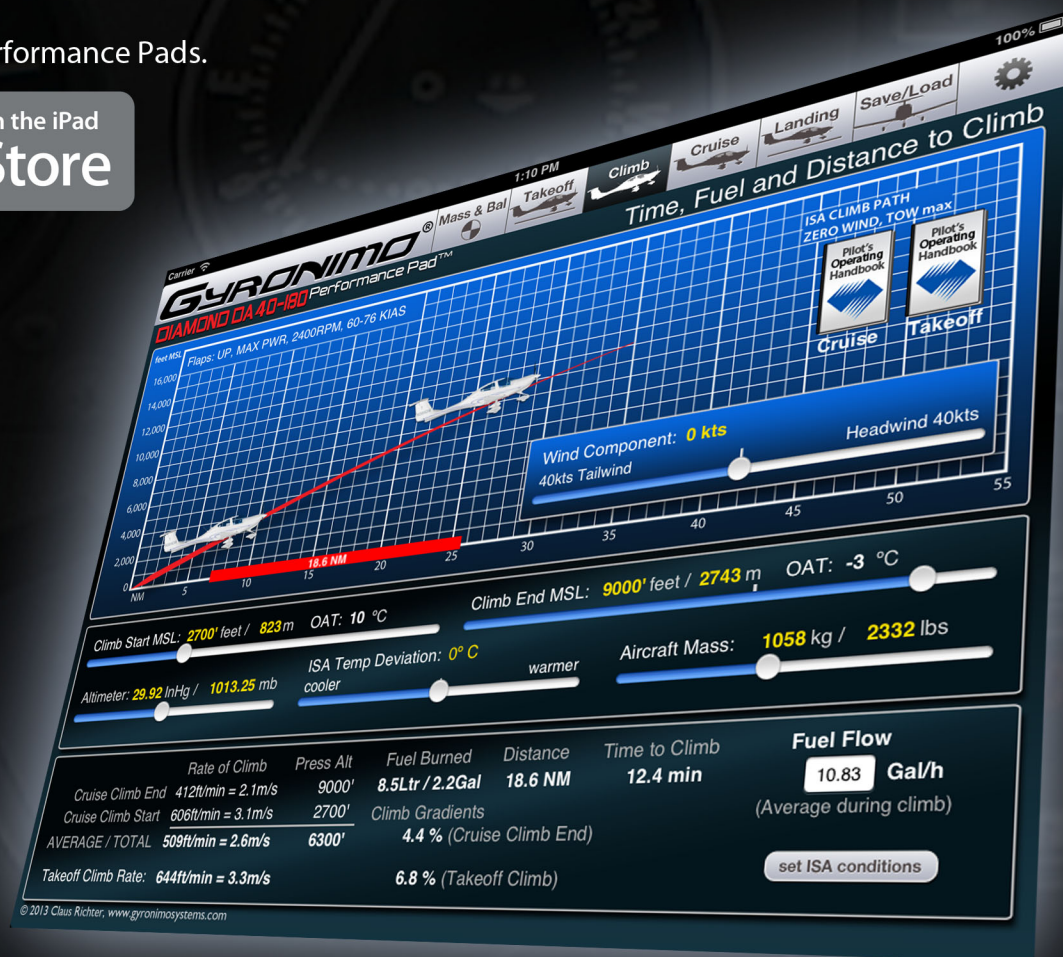 rformance Pads.
n the iPad
Store
100%
1:10 PM
Carrier
GYRONIMO®
DIAMOND DA 40-180 Performance Pad™
Mass & Bal
Takeoff
Climb
Cruise
Landing
Save/Load
Time, Fuel and Distance to Climb
ISA CLIMB PATH
ZERO WIND, TOW max
Pilot's
Operating
Handbook
Cruise
Pilot's
Operating
Handbook
Takeoff
feet MSL
Flaps: UP, MAX PWR, 2400RPM, 60-76 KIAS
16,000
14,000
12,000
10,000
8,000
6,000
4,000
2,000
0
NM
5
10
15
20
25
30
35
40
45
50
55
18.6 NM
Wind Component: 0 kts
40kts Tailwind
Headwind 40kts
Climb Start MSL: 2700' feet / 823 m OAT: 10 °C
Climb End MSL: 9000' feet / 2743 m OAT: -3 °C
Altimeter: 29.92 InHg / 1013.25 mb
ISA Temp Deviation: 0° C
cooler
warmer
Aircraft Mass: 1058 kg / 2332 lbs
Rate of Climb Press Alt Fuel Burned Distance Time to Climb
Cruise Climb End 412ft/min = 2.1m/s 9000' 8.5Ltr / 2.2Gal 18.6 NM 12.4 min
Cruise Climb Start 606ft/min = 3.1m/s 2700' Climb Gradients
AVERAGE / TOTAL 509ft/min = 2.6m/s 6300' 4.4 % (Cruise Climb End)
Takeoff Climb Rate: 644ft/min = 3.3m/s 6.8 % (Takeoff Climb)
Fuel Flow
10.83 Gal/h
(Average during climb)
set ISA conditions
© 2013 Claus Richter, www.gyronimosystems.com